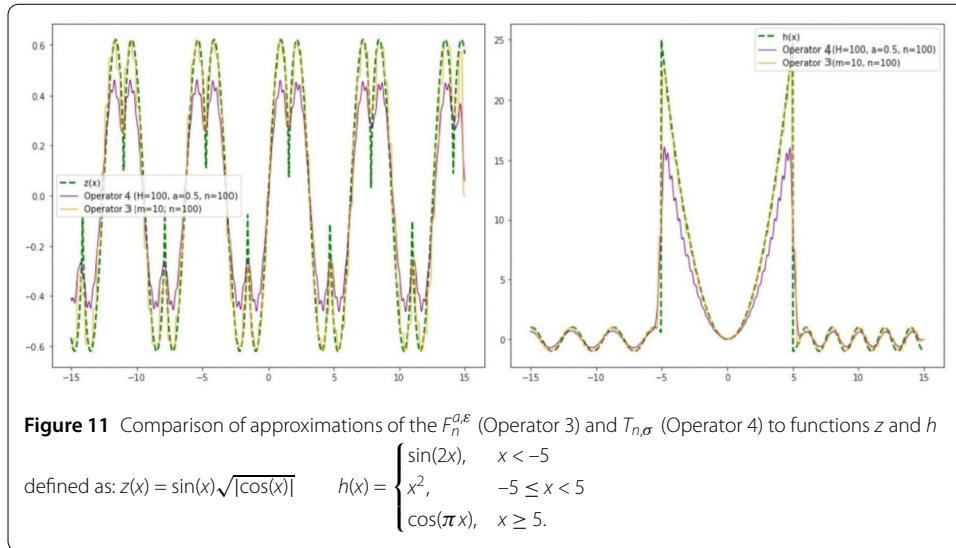 0.6
0.4
0.2
0.0
−0.2
−0.4
−0.6
z(x)
Operator 4 (H=100, a=0.5, n=100)
Operator 3 (m=10, n=100)
−15 −10 −5 0 5 10 15
25
20
15
10
5
0
h(x)
Operator 4 (H=100, a=0.5, n=100)
Operator 3 (m=10, n=100)
−15 −10 −5 0 5 10 15
Figure 11 Comparison of approximations of the $F_n^{a,\varepsilon}$ (Operator 3) and $T_{n,\sigma}$ (Operator 4) to functions z and h
defined as: z(x) = sin(x)√|cos(x)| h(x) = { sin(2x), x < –5
x², –5 ≤ x < 5
cos(πx), x ≥ 5.